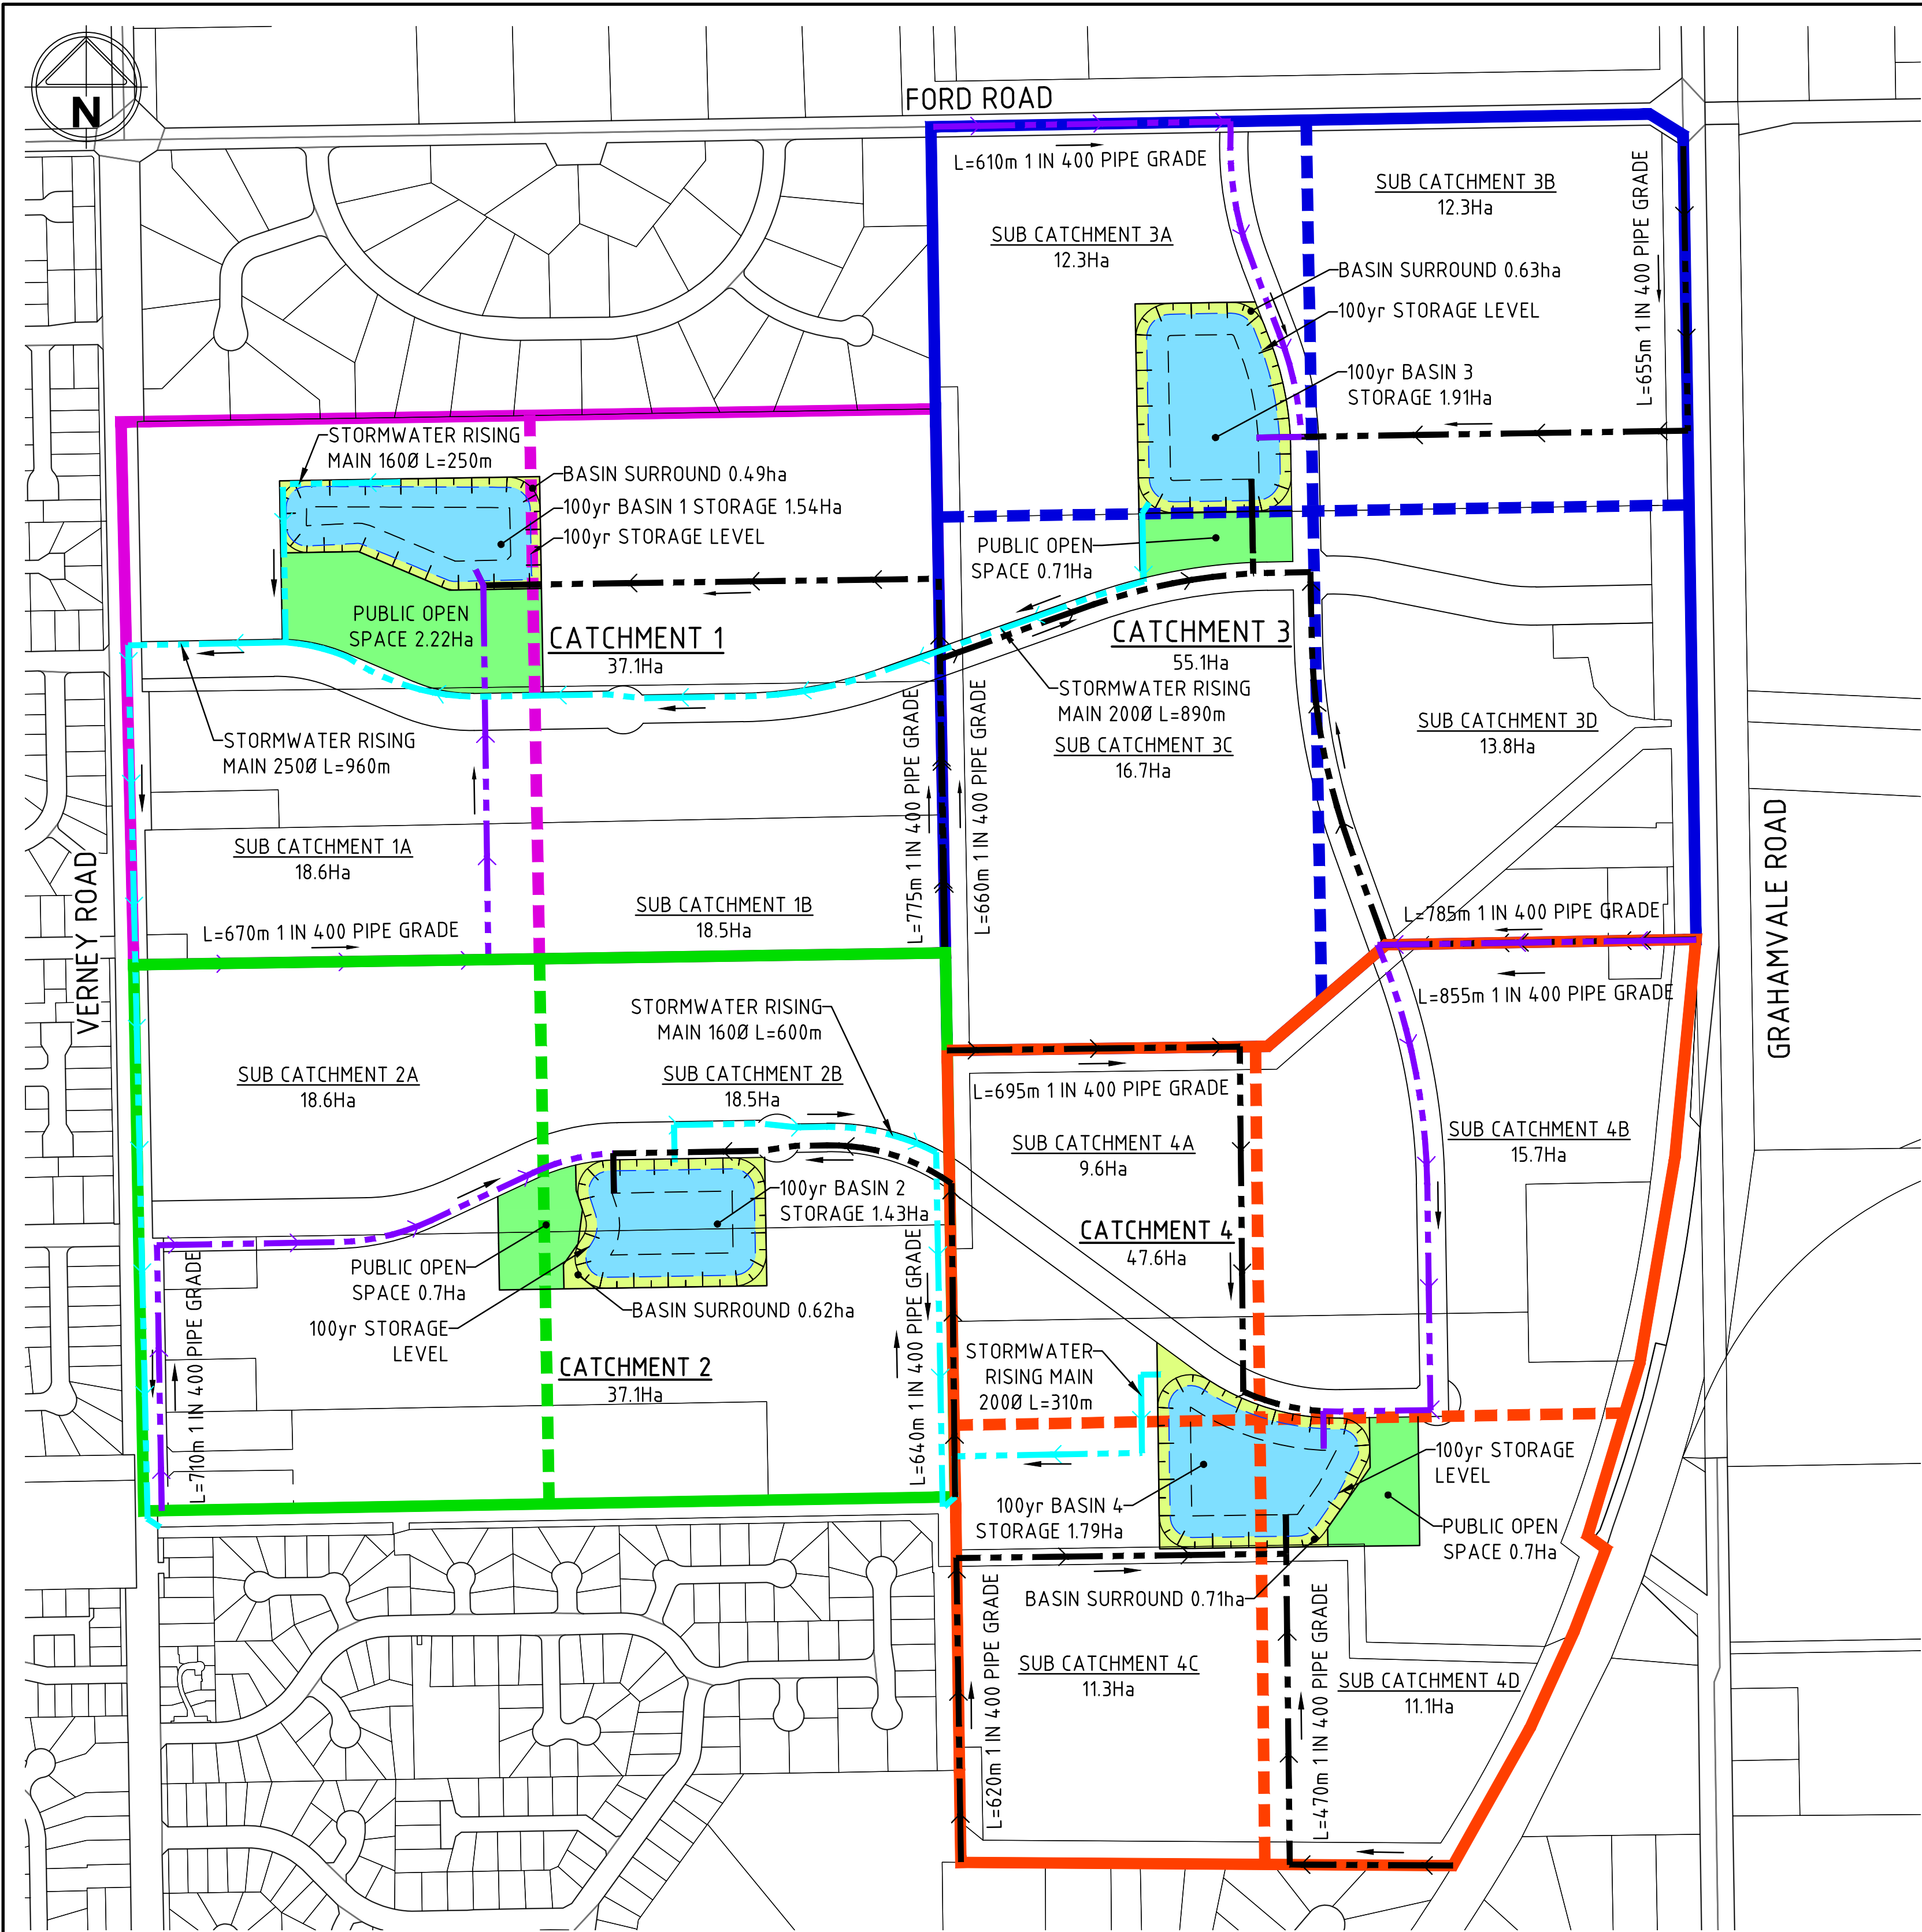 N
FORD ROAD
L=610m 1 IN 400 PIPE GRADE
SUB CATCHMENT 3B
12.3Ha
L=655m 1 IN 400 PIPE GRADE
SUB CATCHMENT 3A
12.3Ha
BASIN SURROUND 0.63ha
100yr STORAGE LEVEL
100yr BASIN 3
STORAGE 1.91Ha
STORMWATER RISING
MAIN 160Ø L=250m
BASIN SURROUND 0.49ha
100yr BASIN 1 STORAGE 1.54Ha
100yr STORAGE LEVEL
PUBLIC OPEN
SPACE 0.71Ha
PUBLIC OPEN
SPACE 2.22Ha
CATCHMENT 1
37.1Ha
CATCHMENT 3
55.1Ha
STORMWATER RISING
MAIN 200Ø L=890m
SUB CATCHMENT 3C
16.7Ha
SUB CATCHMENT 3D
13.8Ha
STORMWATER RISING
MAIN 250Ø L=960m
L=775m 1 IN 400 PIPE GRADE
L=660m 1 IN 400 PIPE GRADE
SUB CATCHMENT 1A
18.6Ha
SUB CATCHMENT 1B
18.5Ha
VERNEY ROAD
GRAHAMVALE ROAD
L=670m 1 IN 400 PIPE GRADE
L=785m 1 IN 400 PIPE GRADE
L=855m 1 IN 400 PIPE GRADE
STORMWATER RISING
MAIN 160Ø L=600m
SUB CATCHMENT 2A
18.6Ha
SUB CATCHMENT 2B
18.5Ha
L=695m 1 IN 400 PIPE GRADE
SUB CATCHMENT 4A
9.6Ha
SUB CATCHMENT 4B
15.7Ha
100yr BASIN 2
STORAGE 1.43Ha
CATCHMENT 4
47.6Ha
PUBLIC OPEN
SPACE 0.7Ha
BASIN SURROUND 0.62ha
100yr STORAGE
LEVEL
L=710m 1 IN 400 PIPE GRADE
L=640m 1 IN 400 PIPE GRADE
CATCHMENT 2
37.1Ha
STORMWATER
RISING MAIN
200Ø L=310m
100yr STORAGE
LEVEL
100yr BASIN 4
STORAGE 1.79Ha
PUBLIC OPEN
SPACE 0.7Ha
BASIN SURROUND 0.71ha
L=620m 1 IN 400 PIPE GRADE
L=470m 1 IN 400 PIPE GRADE
SUB CATCHMENT 4C
11.3Ha
SUB CATCHMENT 4D
11.1Ha